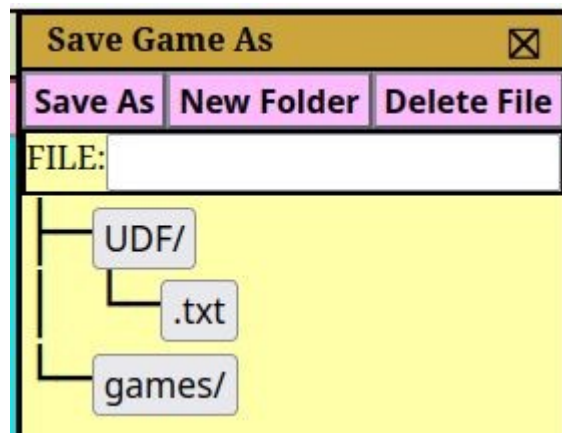 Save Game As
Save As New Folder Delete File
FILE:
UDF/
.txt
games/